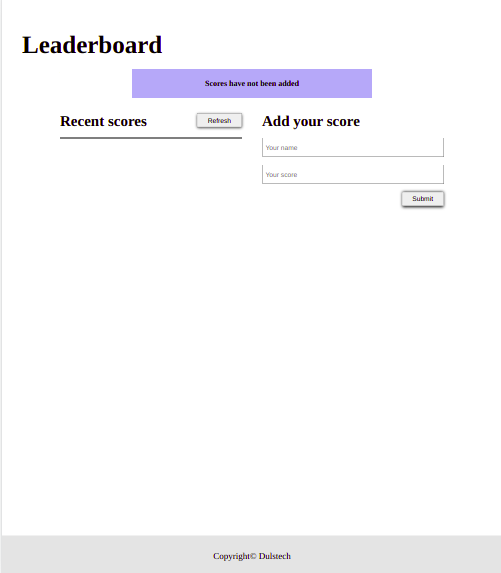 Leaderboard
Scores have not been added
Recent scores
Refresh
Add your score
Your name
Your score
Submit
Copyright© Dulstech